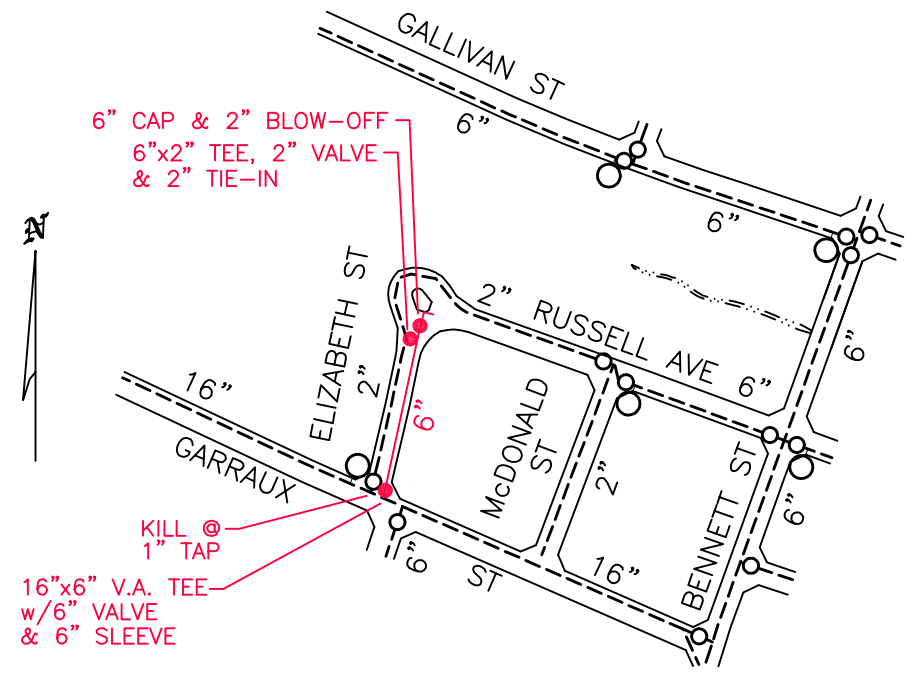 GALLIVAN ST
6”
6” CAP & 2” BLOW-OFF
6”x2” TEE, 2” VALVE
& 2” TIE-IN
6”
N
ELIZABETH ST
2”
2” RUSSELL AVE 6”
6”
16”
6”
McDONALD
ST
2”
BENNETT ST
6”
GARRAUX
ST
KILL @
1” TAP
6”
16”
16”x6” V.A. TEE
w/6” VALVE
& 6” SLEEVE